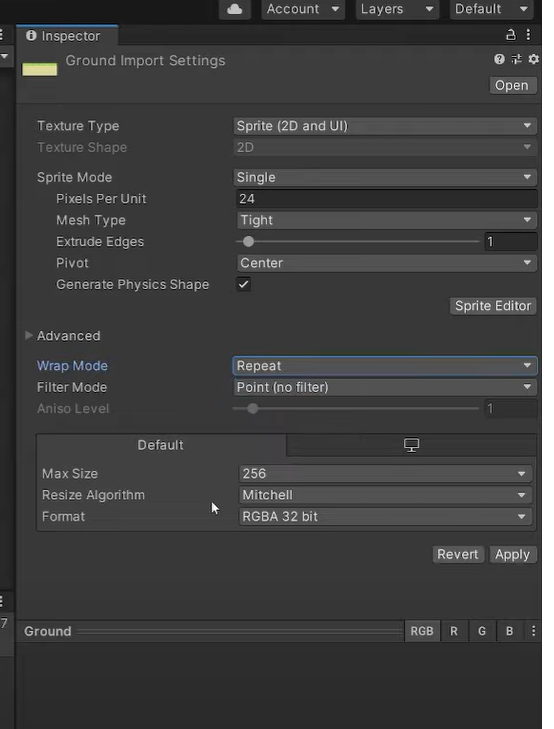 Account Layers Default
Inspector
Ground Import Settings
Open
Texture Type Sprite (2D and UI)
Texture Shape 2D
Sprite Mode Single
Pixels Per Unit 24
Mesh Type Tight
Extrude Edges 1
Pivot Center
Generate Physics Shape
Sprite Editor
Advanced
Wrap Mode Repeat
Filter Mode Point (no filter)
Aniso Level 1
Default
Max Size 256
Resize Algorithm Mitchell
Format RGBA 32 bit
Revert Apply
7
Ground RGB R G B